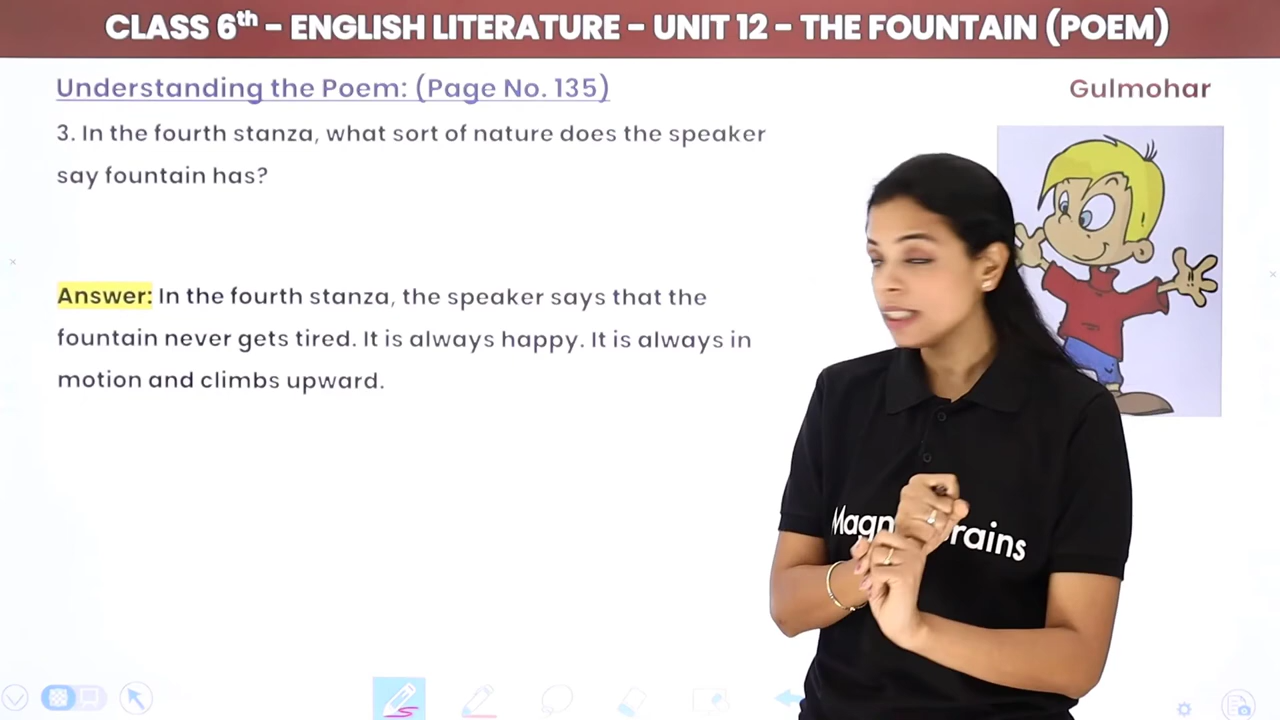 CLASS 6th - ENGLISH LITERATURE - UNIT 12 - THE FOUNTAIN (POEM)
Understanding the Poem: (Page No. 135)
Gulmohar
3. In the fourth stanza, what sort of nature does the speaker
say fountain has?
Answer: In the fourth stanza, the speaker says that the
fountain never gets tired. It is always happy. It is always in
motion and climbs upward.